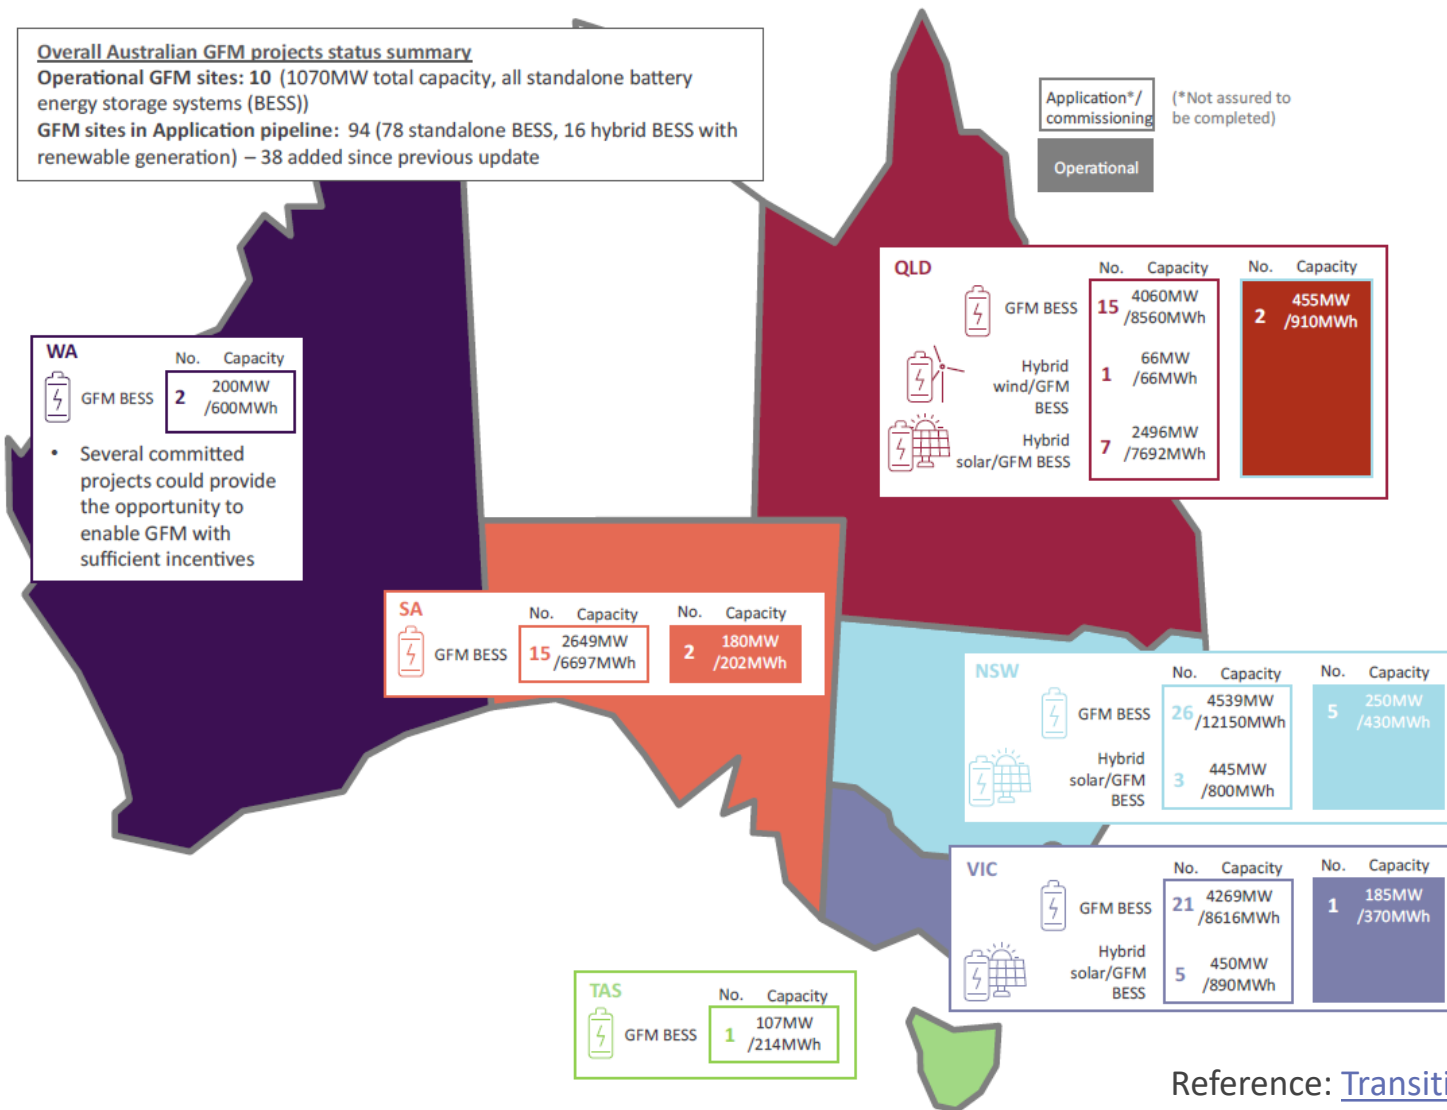 Overall Australian GFM projects status summary
Operational GFM sites: 10 (1070MW total capacity, all standalone battery
energy storage systems (BESS))
GFM sites in Application pipeline: 94 (78 standalone BESS, 16 hybrid BESS with
renewable generation) – 38 added since previous update
Application*/
commissioning
(*Not assured to
be completed)
Operational
QLD
No. Capacity
No. Capacity
GFM BESS
15
4060MW
/8560MWh
2
455MW
/910MWh
Hybrid
wind/GFM
BESS
1
66MW
/66MWh
Hybrid
solar/GFM BESS
7
2496MW
/7692MWh
WA
No. Capacity
GFM BESS
2
200MW
/600MWh
• Several committed
projects could provide
the opportunity to
enable GFM with
sufficient incentives
SA
No. Capacity
No. Capacity
GFM BESS
15
2649MW
/6697MWh
2
180MW
/202MWh
NSW
No. Capacity
No. Capacity
GFM BESS
26
4539MW
/12150MWh
5
250MW
/430MWh
Hybrid
solar/GFM
BESS
3
445MW
/800MWh
VIC
No. Capacity
No. Capacity
GFM BESS
21
4269MW
/8616MWh
1
185MW
/370MWh
Hybrid
solar/GFM
BESS
5
450MW
/890MWh
TAS
No. Capacity
GFM BESS
1
107MW
/214MWh
Reference: Transiti